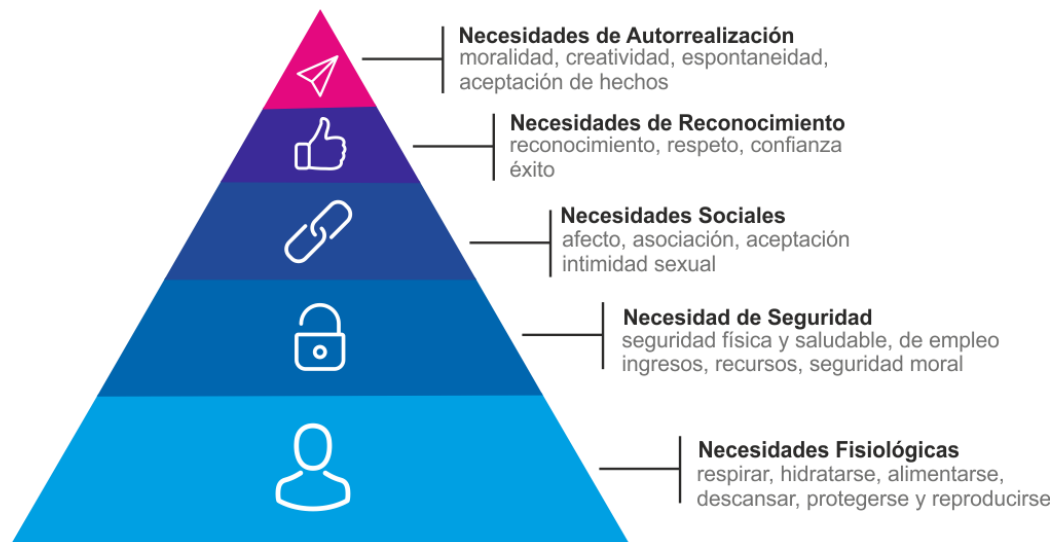 Necesidades de Autorrealización
moralidad, creatividad, espontaneidad,
aceptación de hechos
Necesidades de Reconocimiento
reconocimiento, respeto, confianza
éxito
Necesidades Sociales
afecto, asociación, aceptación
intimidad sexual
Necesidad de Seguridad
seguridad física y saludable, de empleo
ingresos, recursos, seguridad moral
Necesidades Fisiológicas
respirar, hidratarse, alimentarse,
descansar, protegerse y reproducirse